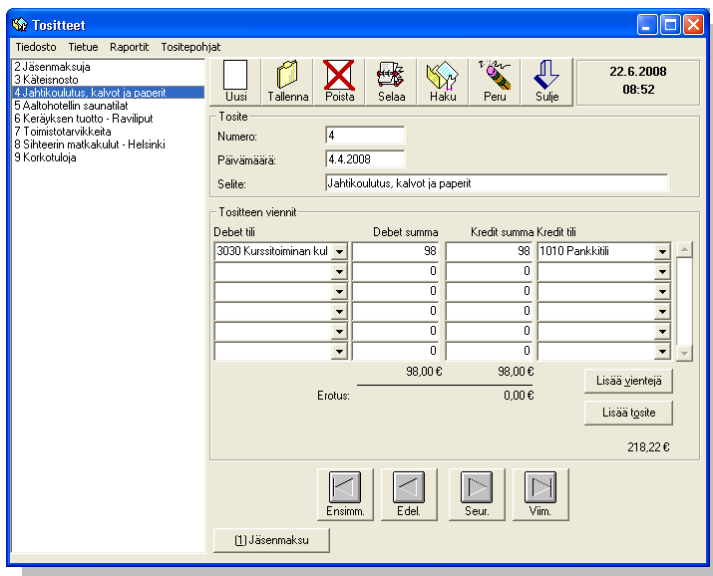 Tositteet
Tiedosto Tietue Raportit Tositepohjat
2 Jäsenmaksuja
3 Käteisnosto
4 Jahtikoulutus, kalvot ja paperit
5 Aaltohotellin saunatilat
6 Keräyksen tuotto - Raviliput
7 Toimistotarvikkeita
8 Sihteerin matkakulut - Helsinki
9 Korkotuloja
Uusi Tallenna Poista Selaa Haku Peru Sulje
22.6.2008
08:52
Tosite
Numero: 4
Päivämäärä: 4.4.2008
Selite: Jahtikoulutus, kalvot ja paperit
Tositteen viennit
Debet tili Debet summa Kredit summa Kredit tili
3030 Kurssitoiminan kul 98 98 1010 Pankkitili
0 0
0 0
0 0
0 0
0 0
98,00 € 98,00 €
Lisää vientejä
Erotus: 0,00 €
Lisää tosite
218,22 €
Ensimm. Edel. Seur. Viim.
(1) Jäsenmaksu